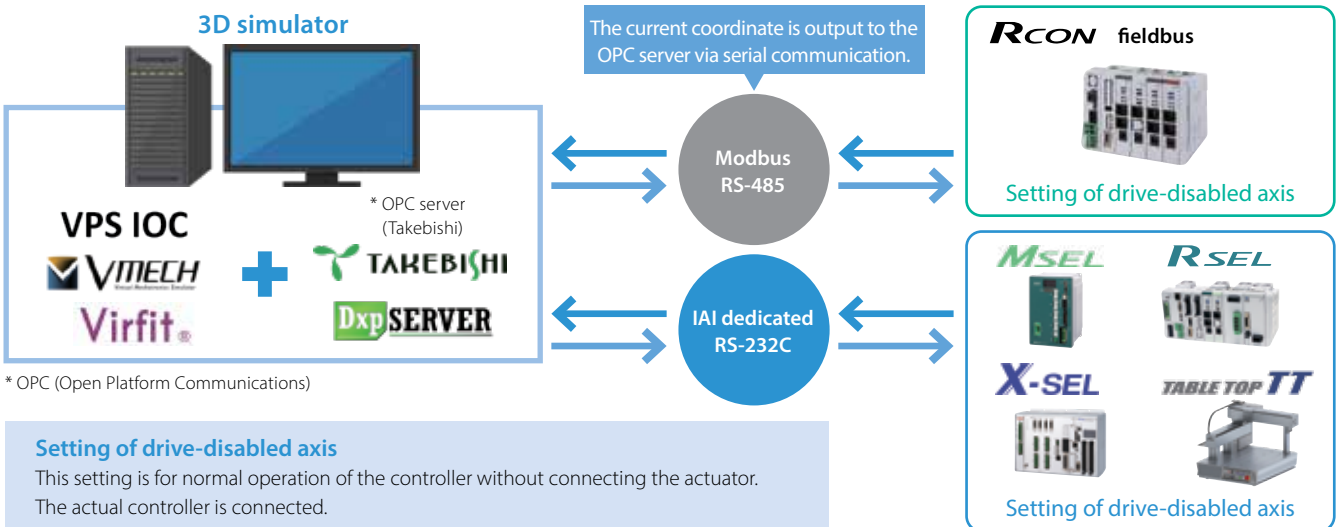 3D simulator
The current coordinate is output to the
OPC server via serial communication.
RCON fieldbus
Setting of drive-disabled axis
Modbus
RS-485
* OPC server
(Takebishi)
VPS IOC
VMECH
Virfit®
TAKEBISHI
DxpSERVER
IAI dedicated
RS-232C
MSEL
RSEL
X-SEL
TABLE TOP TT
Setting of drive-disabled axis
* OPC (Open Platform Communications)
Setting of drive-disabled axis
This setting is for normal operation of the controller without connecting the actuator.
The actual controller is connected.